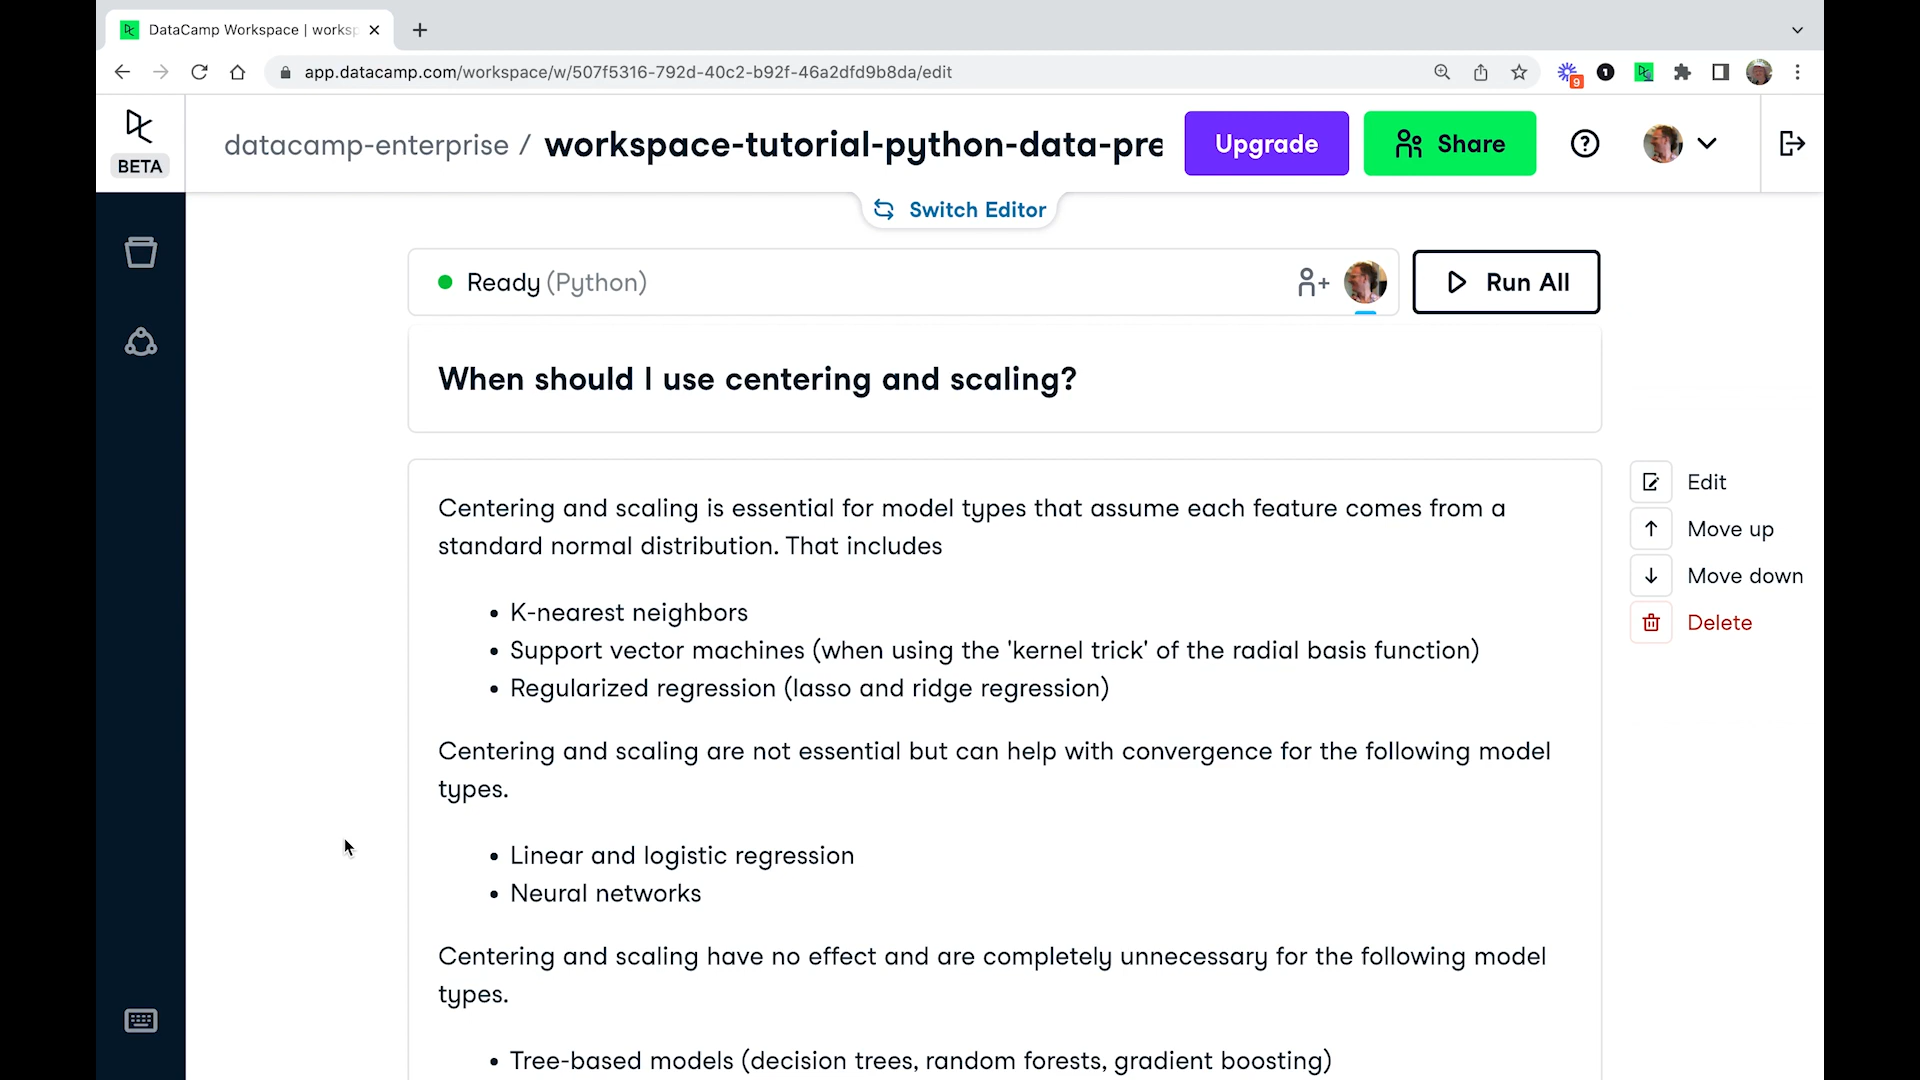 DataCamp Workspace | worksp
app.datacamp.com/workspace/w/507f5316-792d-40c2-b92f-46a2dfd9b8da/edit
9
1
BETA
datacamp-enterprise / workspace-tutorial-python-data-pre
Upgrade
Share
?
Switch Editor
Ready (Python)
Run All
When should I use centering and scaling?
Centering and scaling is essential for model types that assume each feature comes from a
standard normal distribution. That includes
• K-nearest neighbors
• Support vector machines (when using the 'kernel trick' of the radial basis function)
• Regularized regression (lasso and ridge regression)
Centering and scaling are not essential but can help with convergence for the following model
types.
• Linear and logistic regression
• Neural networks
Centering and scaling have no effect and are completely unnecessary for the following model
types.
• Tree-based models (decision trees, random forests, gradient boosting)
Edit
Move up
Move down
Delete